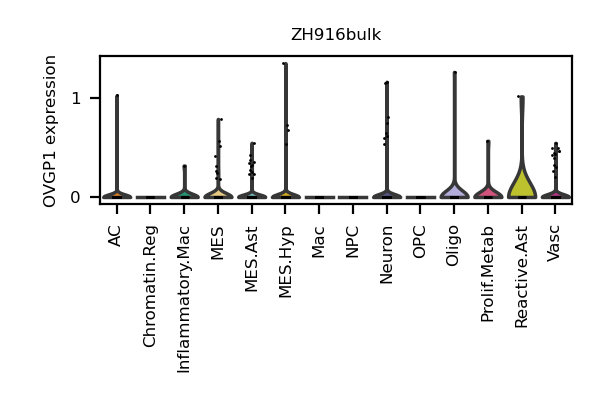 ZH916bulk
OVGP1 expression
1
0
AC
Chromatin.Reg
Inflammatory.Mac
MES
MES.Ast
MES.Hyp
Mac
NPC
Neuron
OPC
Oligo
Prolif.Metab
Reactive.Ast
Vasc